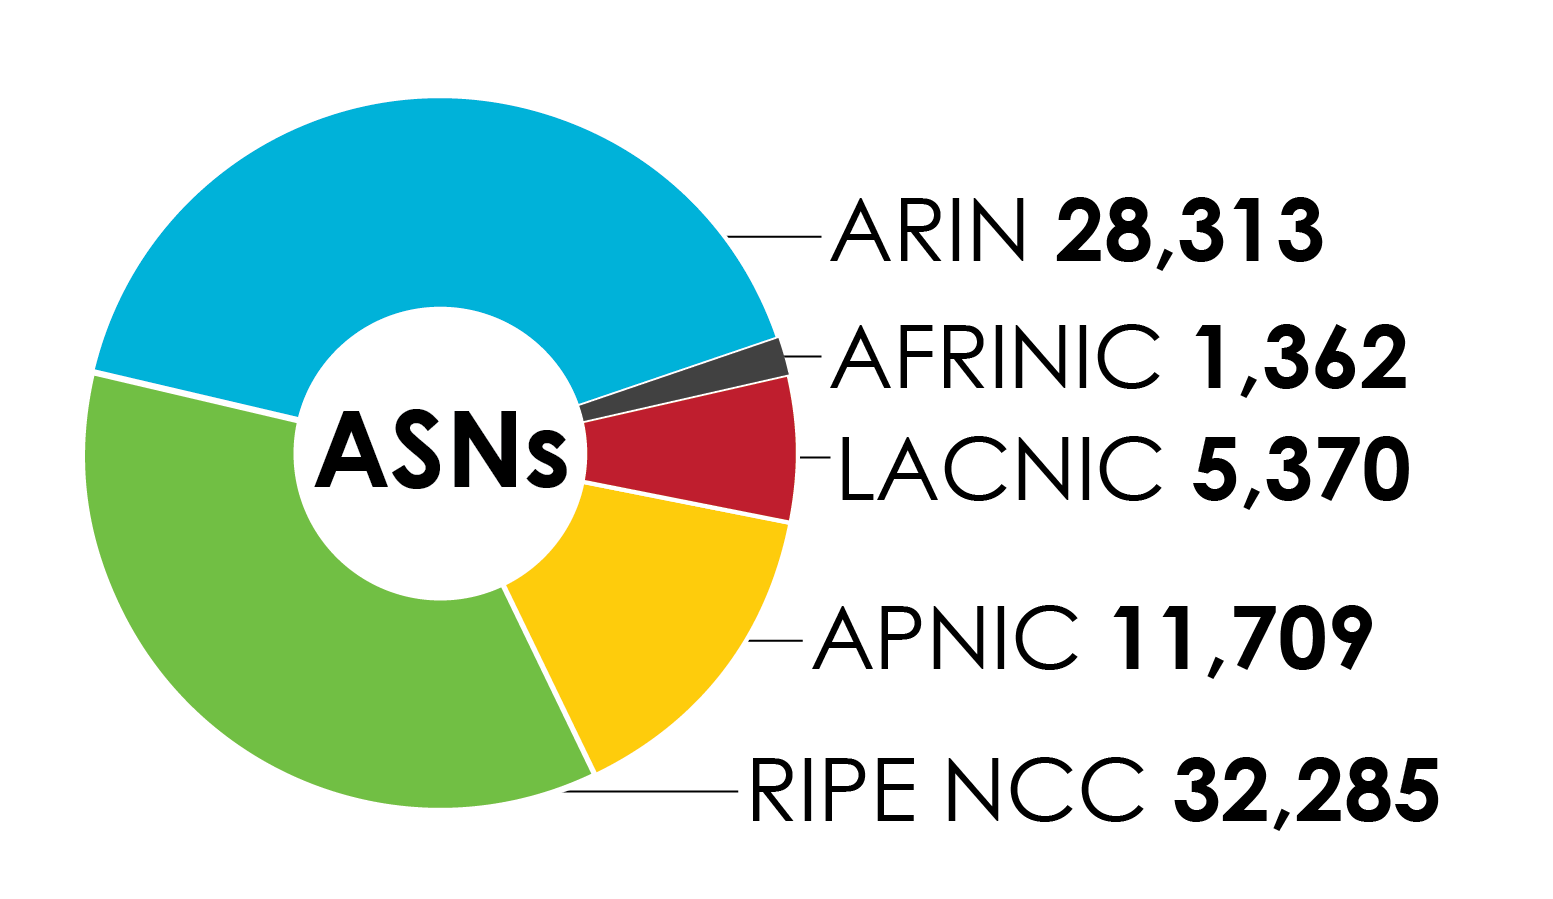 ASNs
ARIN 28,313
AFRINIC 1,362
LACNIC 5,370
APNIC 11,709
RIPE NCC 32,285